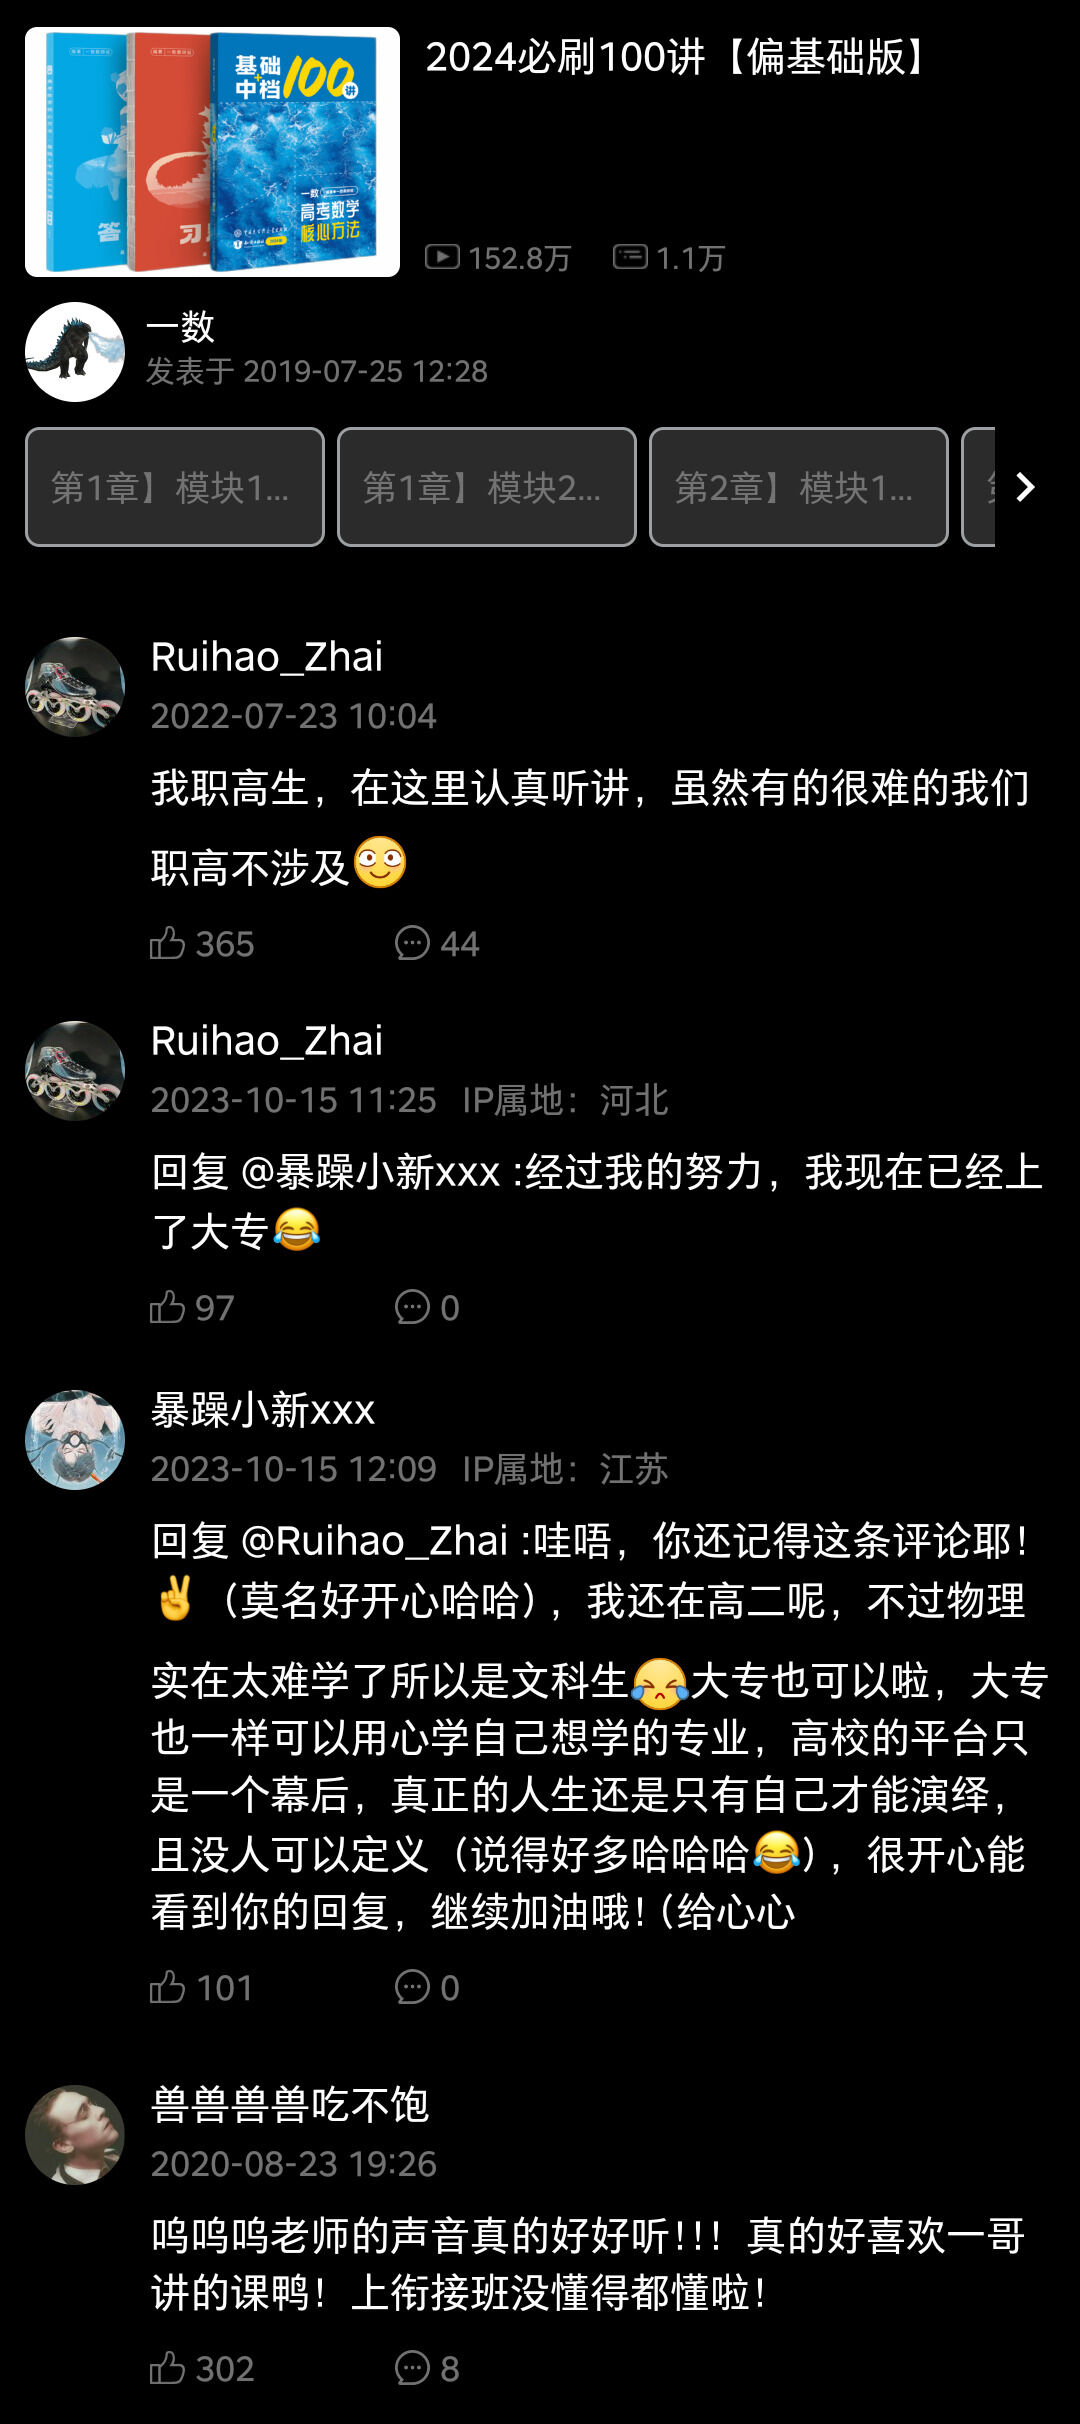 基础
+
中档
100
讲
一数
高考数学
核心方法
答
习
2024必刷100讲【偏基础版】
152.8万 1.1万
一数
发表于 2019-07-25 12:28
第1章】模块1... 第1章】模块2... 第2章】模块1...
Ruihao_Zhai
2022-07-23 10:04
我职高生，在这里认真听讲，虽然有的很难的我们
职高不涉及🙄
365 44
Ruihao_Zhai
2023-10-15 11:25 IP属地：河北
回复 @暴躁小新xxx :经过我的努力，我现在已经上
了大专😂
97 0
暴躁小新xxx
2023-10-15 12:09 IP属地：江苏
回复 @Ruihao_Zhai :哇唔，你还记得这条评论耶！
✌（莫名好开心哈哈），我还在高二呢，不过物理
实在太难学了所以是文科生😭大专也可以啦，大专
也一样可以用心学自己想学的专业，高校的平台只
是一个幕后，真正的人生还是只有自己才能演绎，
且没人可以定义（说得好多哈哈哈😂），很开心能
看到你的回复，继续加油哦！(给心心
101 0
兽兽兽兽吃不饱
2020-08-23 19:26
呜呜呜老师的声音真的好好听！！！真的好喜欢一哥
讲的课鸭！上衔接班没懂得都懂啦！
302 8